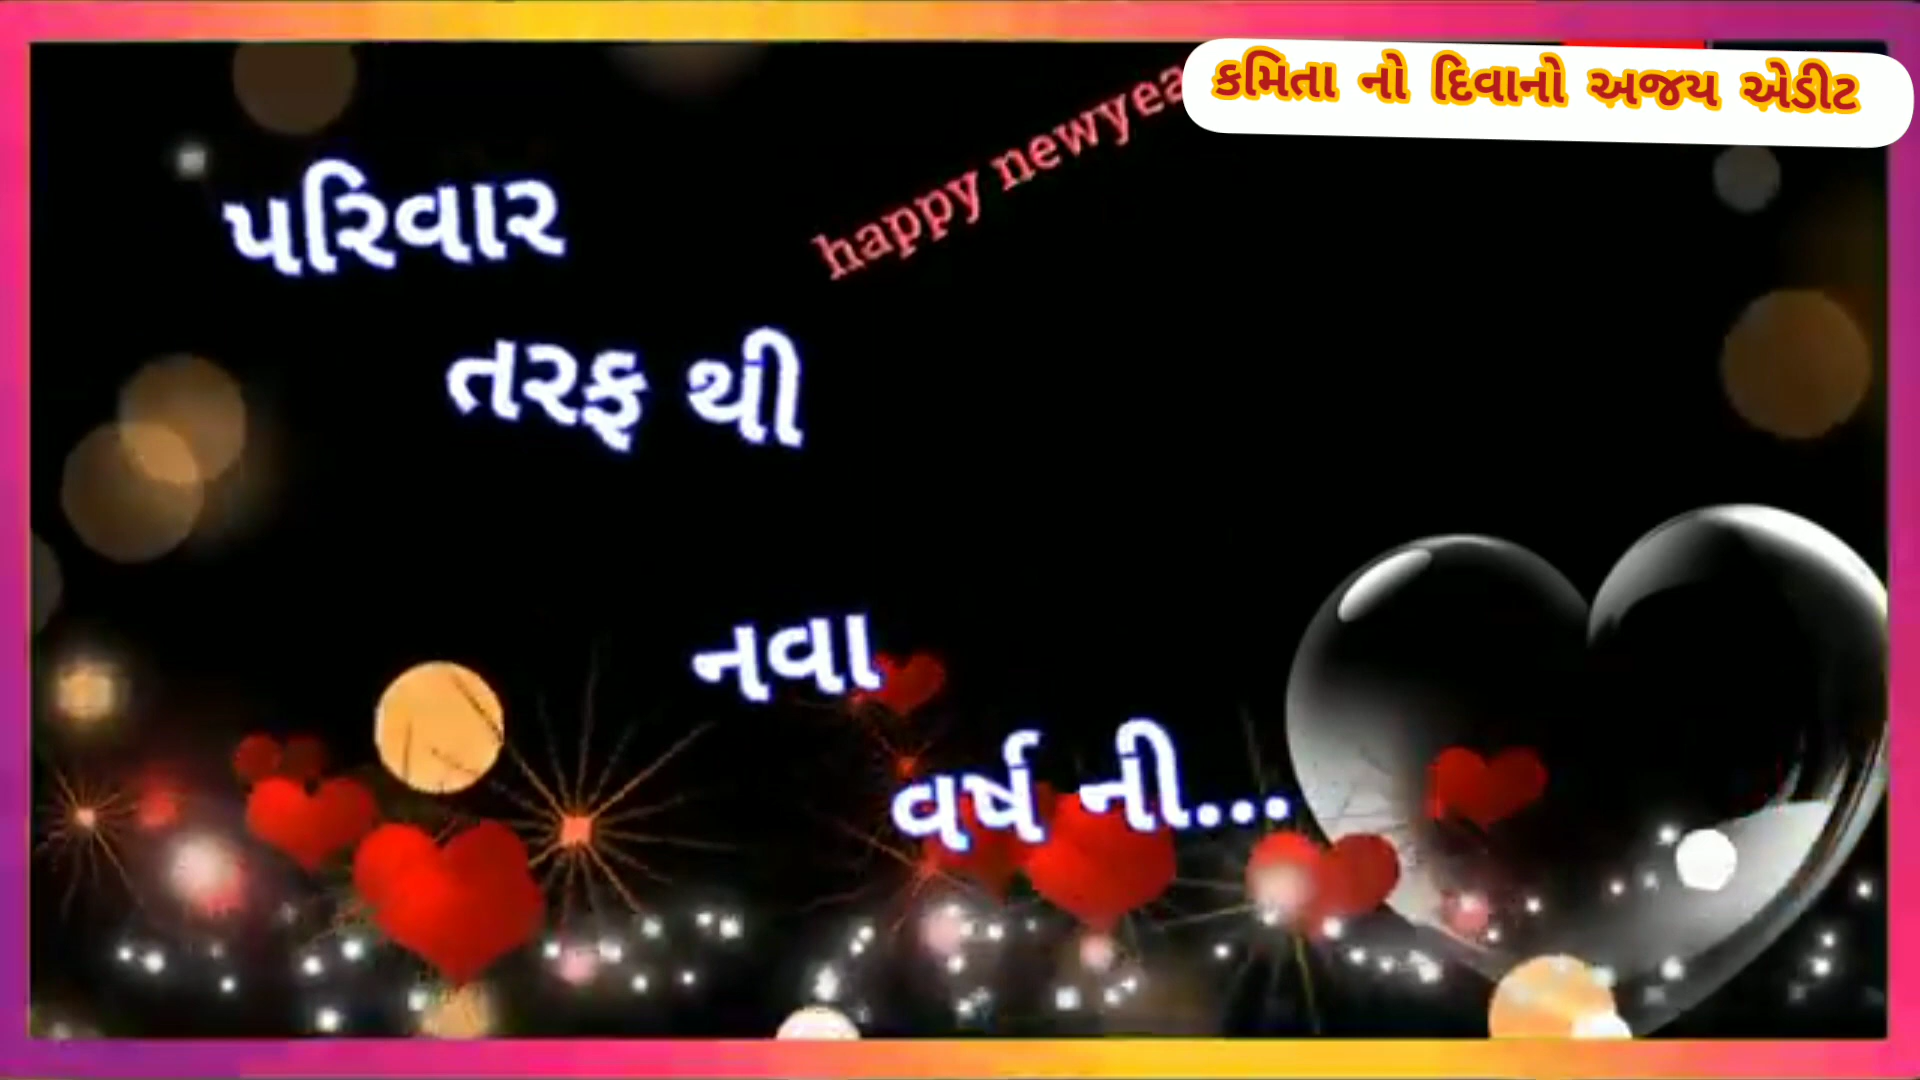 કમિતા નો દિવાનો અજય એડીટ
happy newyea
પરિવાર
તરફ થી
નવા
વર્ષ ની...